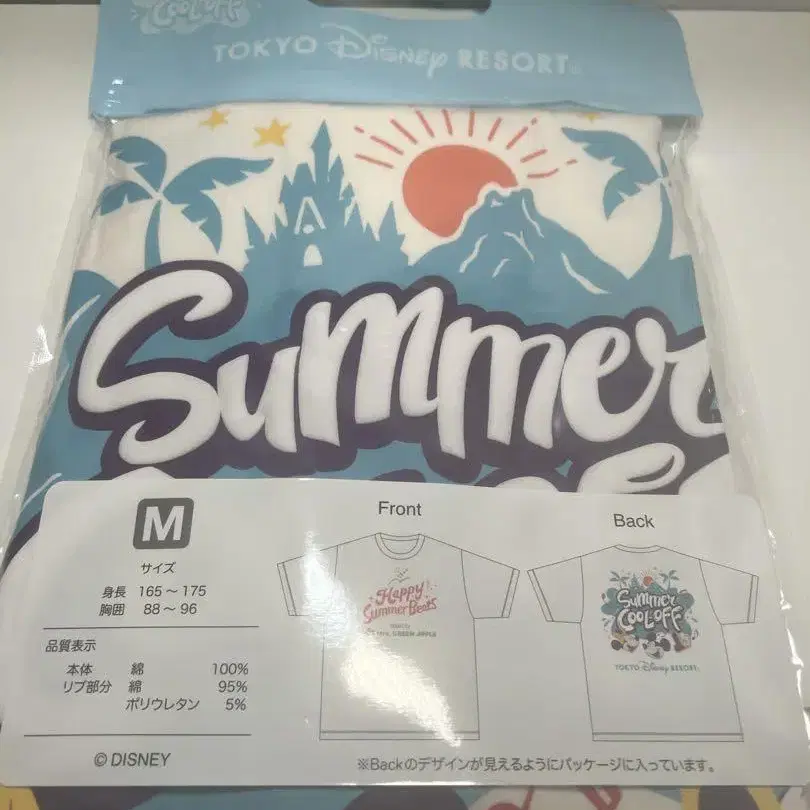 COOL-OFF
TOKYO Disney RESORT
Summer
M
サイズ
身長 165～175
胸囲 88～96
品質表示
本体 綿 100%
リブ部分 綿 95%
ポリウレタン 5%
© DISNEY
Front
Happy
Summer Beats
GREEN APPLE
Back
Summer
COOL-OFF
TOKYO Disney RESORT
※Backのデザインが見えるようにパッケージに入っています。